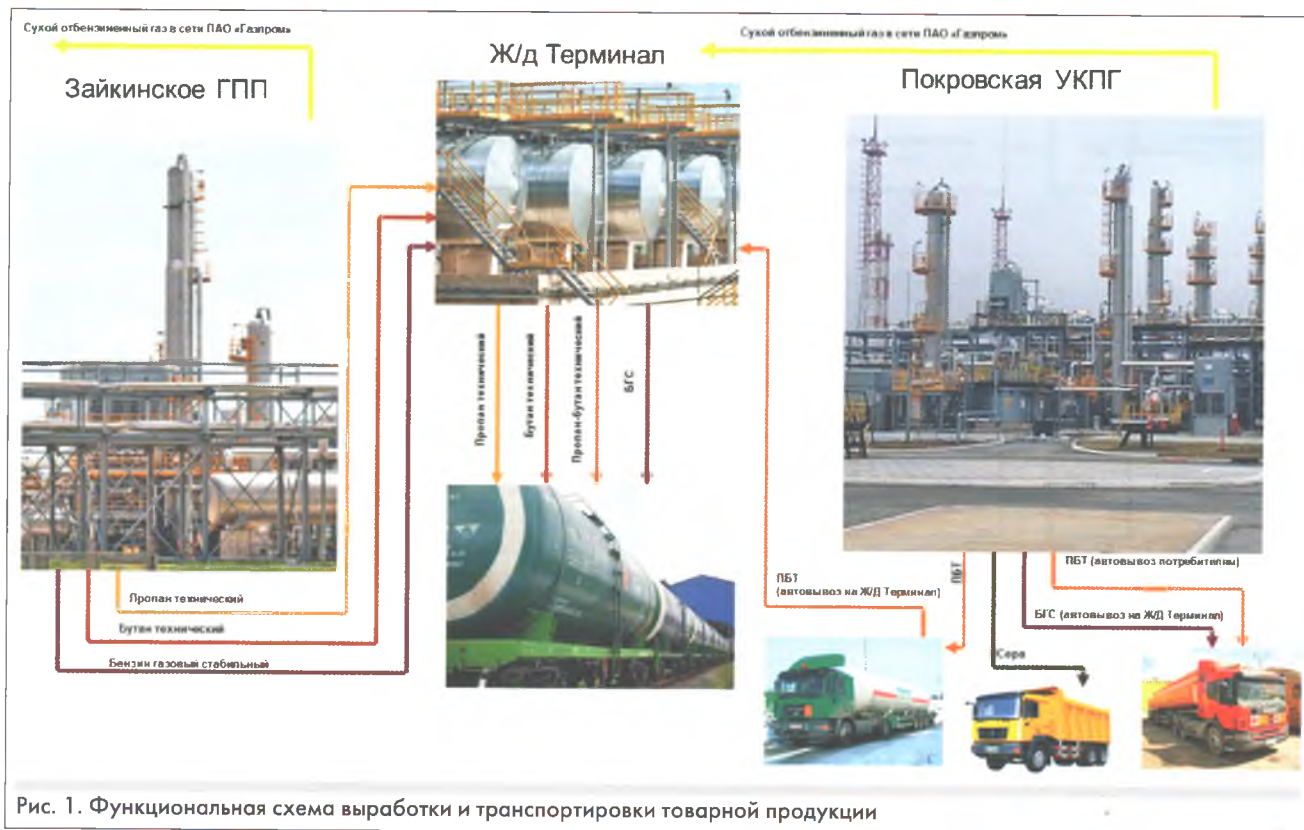 Сухой отбензиненный газ в сети ПАО «Газпром»
Ж/д Терминал
Сухой отбензиненный газ в сети ПАО «Газпром»
Зайкинское ГПП
Покровская УКПГ
Пропан технический
Бутан технический
Пропан-бутан технический
БГС
Пропан технический
Бутан технический
Бензин газовый стабильный
ПБТ
(автовывоз на Ж/Д Терминал)
ПБТ
ПБТ (автовывоз потребителям)
БГС (автовывоз на Ж/Д Терминал)
Сера
Рис. 1. Функциональная схема выработки и транспортировки товарной продукции